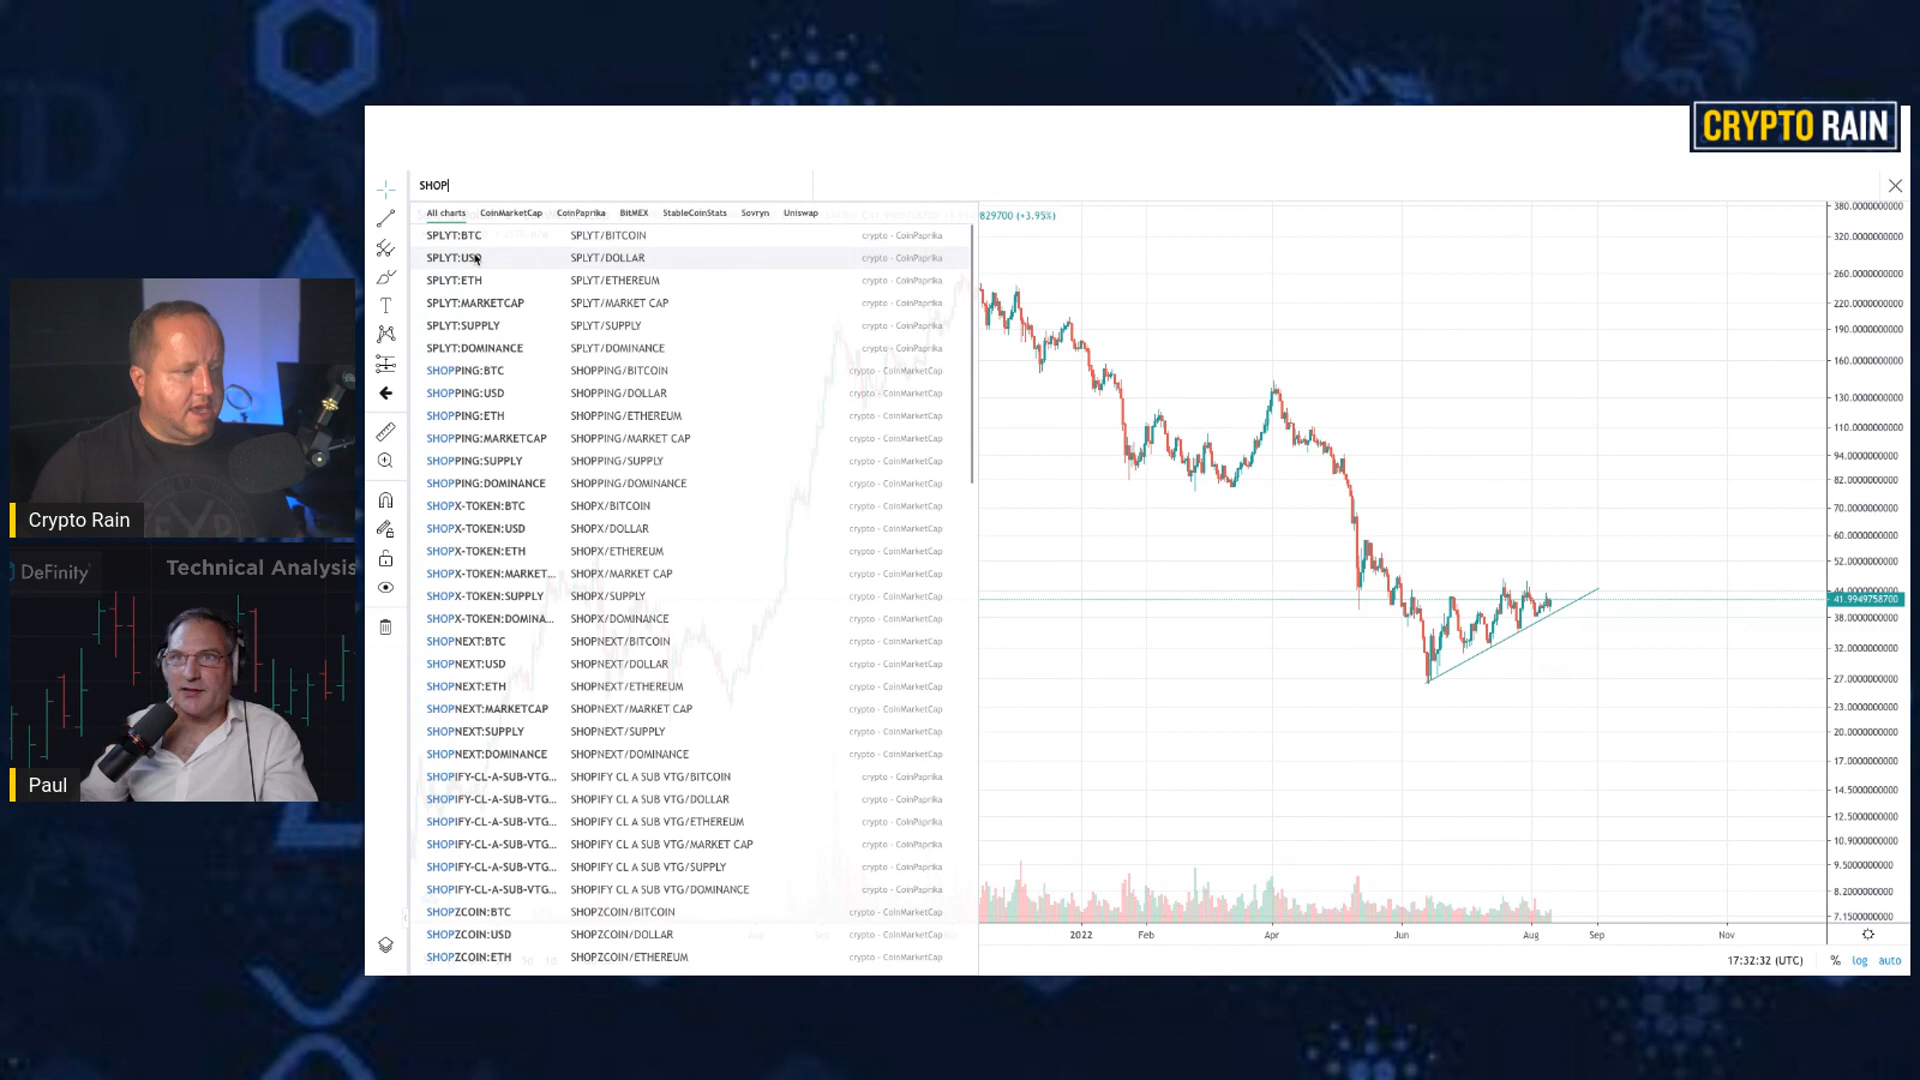 CRYPTO RAIN
SHOP
All charts CoinMarketCap CoinPaprika BitMEX StableCoinStats Sovryn Uniswap
829700 (+3.95%)
SPLYT:BTC SPLYT/BITCOIN crypto - CoinPaprika
SPLYT:USD SPLYT/DOLLAR crypto - CoinPaprika
SPLYT:ETH SPLYT/ETHEREUM crypto - CoinPaprika
SPLYT:MARKETCAP SPLYT/MARKET CAP crypto - CoinPaprika
SPLYT:SUPPLY SPLYT/SUPPLY crypto - CoinPaprika
SPLYT:DOMINANCE SPLYT/DOMINANCE crypto - CoinPaprika
SHOPPING:BTC SHOPPING/BITCOIN crypto - CoinMarketCap
SHOPPING:USD SHOPPING/DOLLAR crypto - CoinMarketCap
SHOPPING:ETH SHOPPING/ETHEREUM crypto - CoinMarketCap
SHOPPING:MARKETCAP SHOPPING/MARKET CAP crypto - CoinMarketCap
SHOPPING:SUPPLY SHOPPING/SUPPLY crypto - CoinMarketCap
SHOPPING:DOMINANCE SHOPPING/DOMINANCE crypto - CoinMarketCap
SHOPX-TOKEN:BTC SHOPX/BITCOIN crypto - CoinMarketCap
SHOPX-TOKEN:USD SHOPX/DOLLAR crypto - CoinMarketCap
SHOPX-TOKEN:ETH SHOPX/ETHEREUM crypto - CoinMarketCap
SHOPX-TOKEN:MARKET... SHOPX/MARKET CAP crypto - CoinMarketCap
SHOPX-TOKEN:SUPPLY SHOPX/SUPPLY crypto - CoinMarketCap
SHOPX-TOKEN:DOMINA... SHOPX/DOMINANCE crypto - CoinMarketCap
SHOPNEXT:BTC SHOPNEXT/BITCOIN crypto - CoinMarketCap
SHOPNEXT:USD SHOPNEXT/DOLLAR crypto - CoinMarketCap
SHOPNEXT:ETH SHOPNEXT/ETHEREUM crypto - CoinMarketCap
SHOPNEXT:MARKETCAP SHOPNEXT/MARKET CAP crypto - CoinMarketCap
SHOPNEXT:SUPPLY SHOPNEXT/SUPPLY crypto - CoinMarketCap
SHOPNEXT:DOMINANCE SHOPNEXT/DOMINANCE crypto - CoinMarketCap
SHOPIFY-CL-A-SUB-VTG... SHOPIFY CL A SUB VTG/BITCOIN crypto - CoinPaprika
SHOPIFY-CL-A-SUB-VTG... SHOPIFY CL A SUB VTG/DOLLAR crypto - CoinPaprika
SHOPIFY-CL-A-SUB-VTG... SHOPIFY CL A SUB VTG/ETHEREUM crypto - CoinPaprika
SHOPIFY-CL-A-SUB-VTG... SHOPIFY CL A SUB VTG/MARKET CAP crypto - CoinPaprika
SHOPIFY-CL-A-SUB-VTG... SHOPIFY CL A SUB VTG/SUPPLY crypto - CoinPaprika
SHOPIFY-CL-A-SUB-VTG... SHOPIFY CL A SUB VTG/DOMINANCE crypto - CoinPaprika
SHOPZCOIN:BTC SHOPZCOIN/BITCOIN crypto - CoinMarketCap
SHOPZCOIN:USD SHOPZCOIN/DOLLAR crypto - CoinMarketCap
SHOPZCOIN:ETH SHOPZCOIN/ETHEREUM crypto - CoinMarketCap
380.0000000000
320.0000000000
260.0000000000
220.0000000000
190.0000000000
160.0000000000
130.0000000000
110.0000000000
94.0000000000
82.0000000000
70.0000000000
60.0000000000
52.0000000000
44.0000000000
41.9949758700
38.0000000000
32.0000000000
27.0000000000
23.0000000000
20.0000000000
17.0000000000
14.5000000000
12.5000000000
10.9000000000
9.5000000000
8.2000000000
7.1500000000
2022 Feb Apr Jun Aug Sep Nov
17:32:32 (UTC) % log auto
Crypto Rain
DeFinity Technical Analysis
Paul